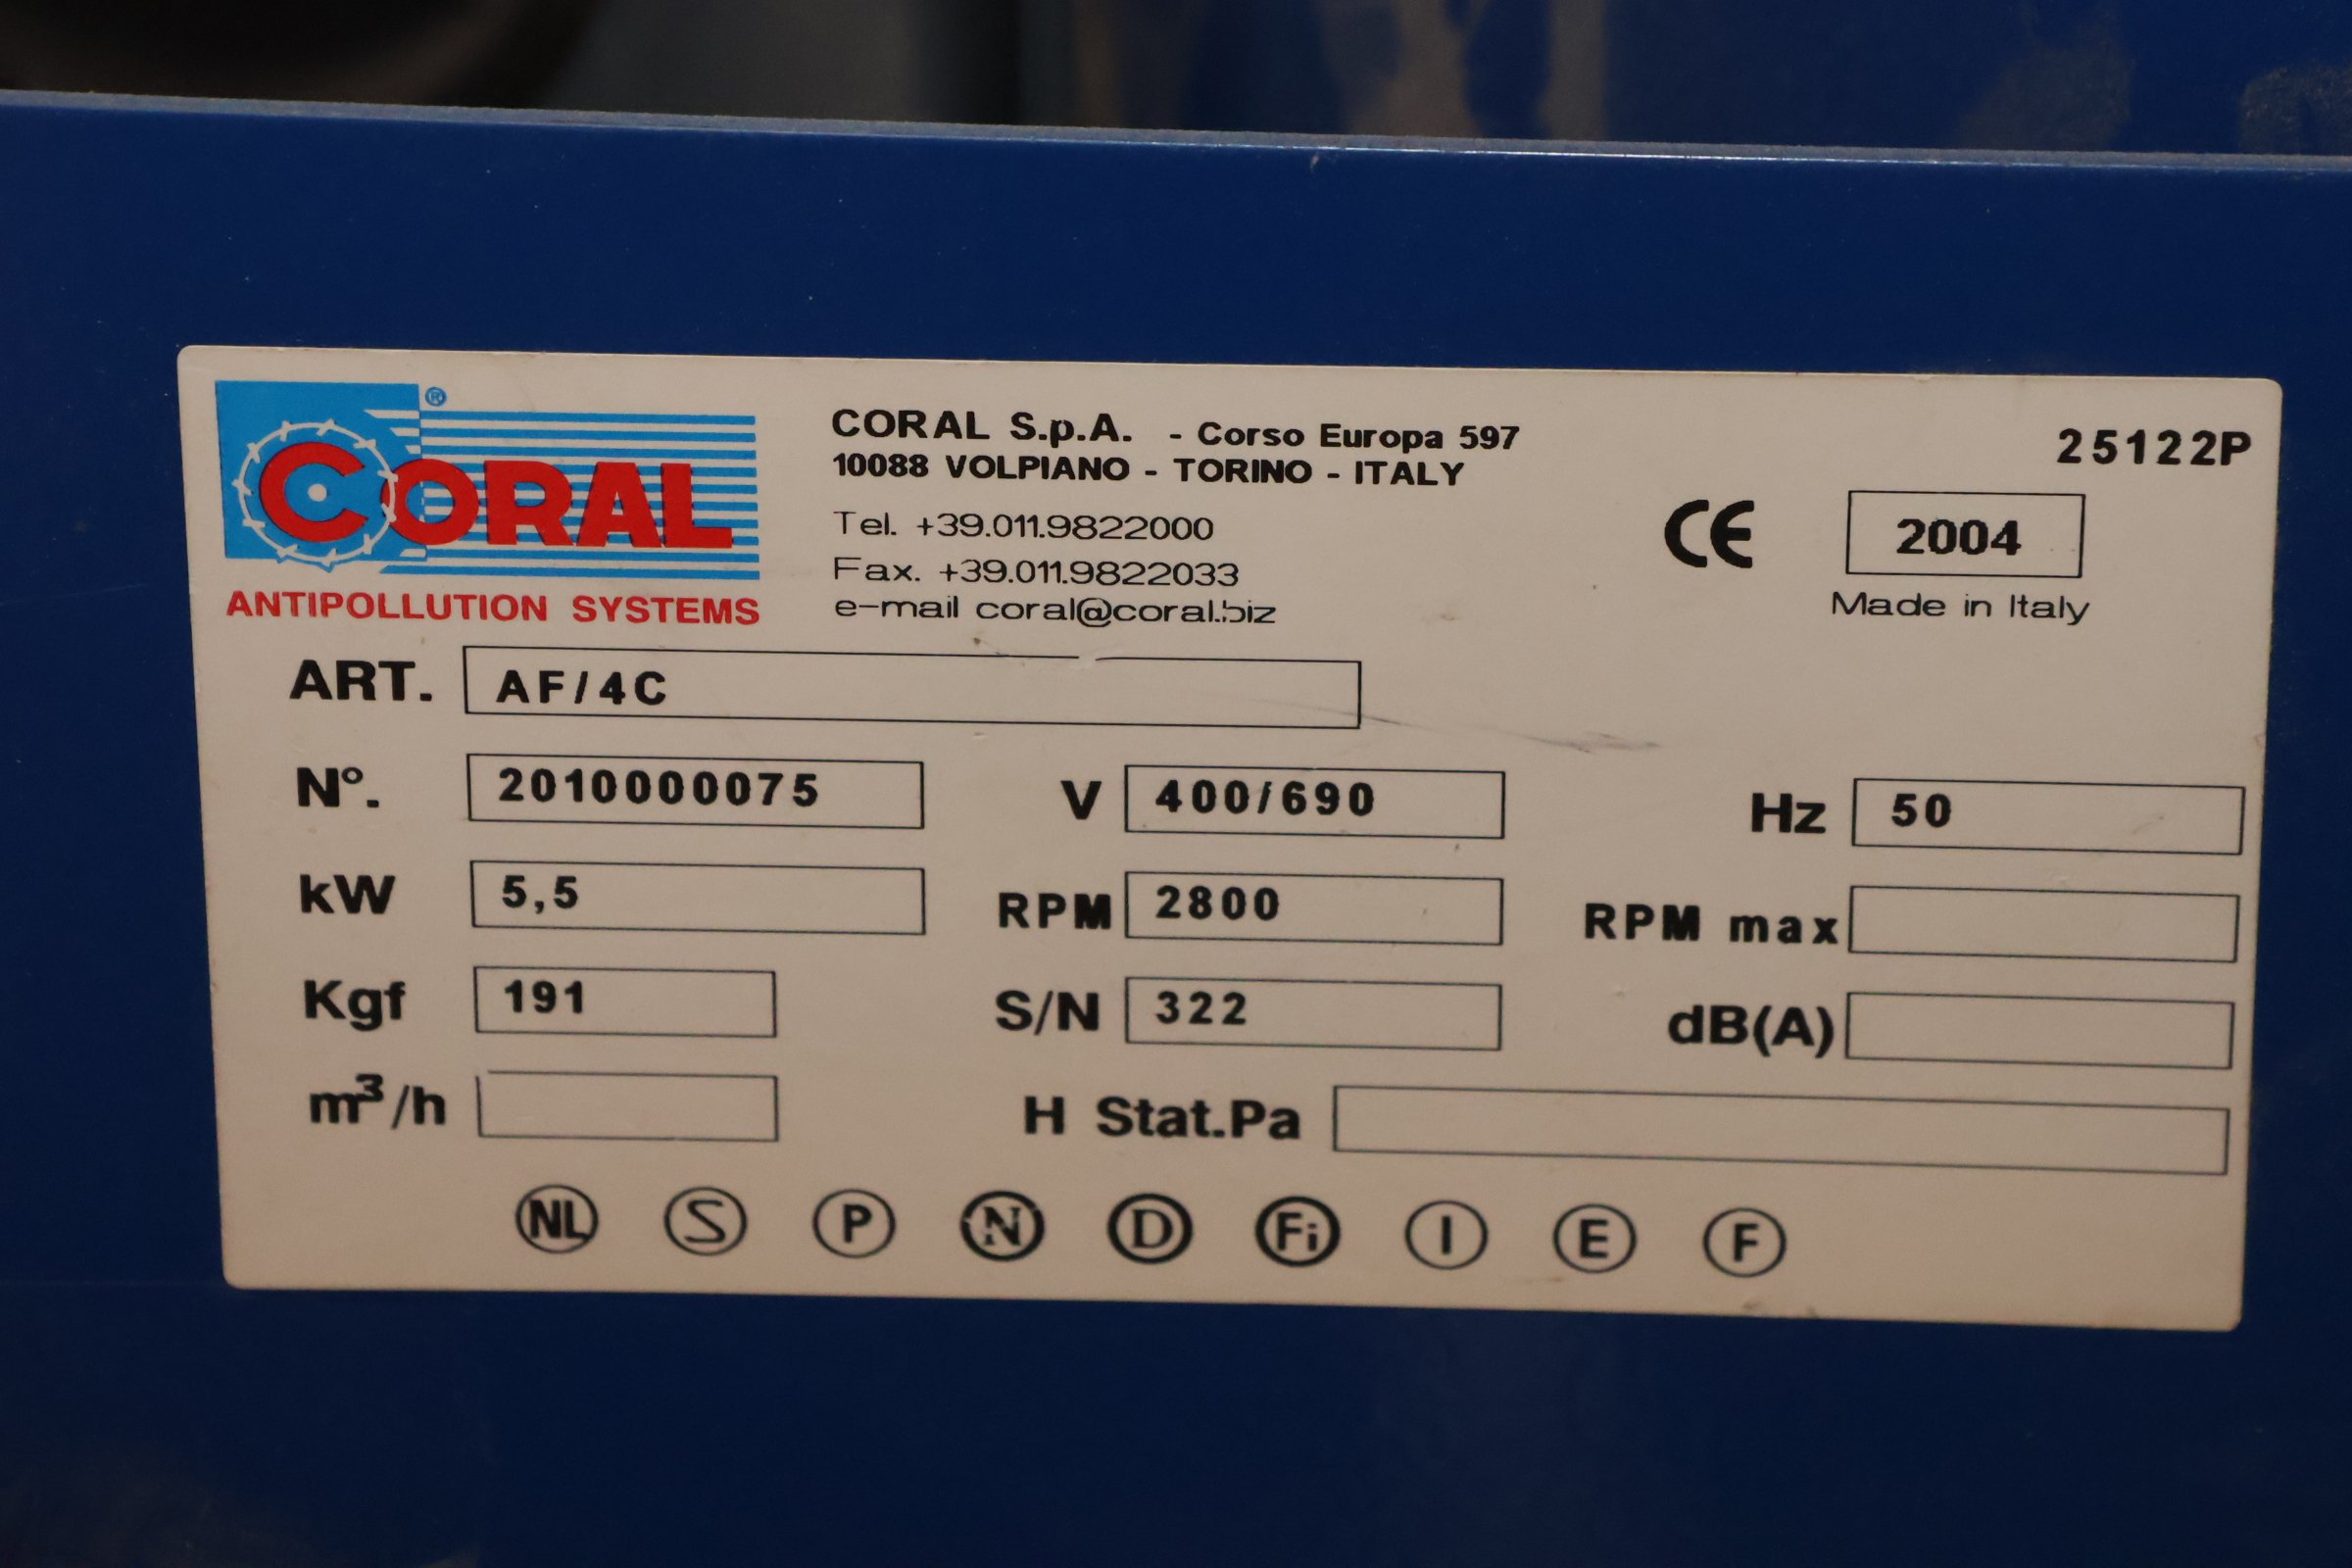 CORAL®
ANTIPOLLUTION SYSTEMS
CORAL S.p.A. - Corso Europa 597
10088 VOLPIANO - TORINO - ITALY
Tel. +39.011.9822000
Fax. +39.011.9822033
e-mail coral@coral.biz
25122P
CE 2004
Made in Italy
ART. AF/4C
N°. 2010000075 V 400/690 Hz 50
kW 5,5 RPM 2800 RPM max
Kgf 191 S/N 322 dB(A)
m³/h H Stat.Pa
NL S P N D Fi I E F